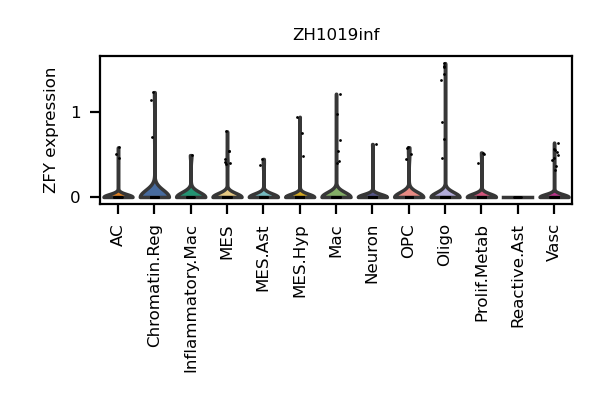 ZH1019inf
ZFY expression
1
0
AC
Chromatin.Reg
Inflammatory.Mac
MES
MES.Ast
MES.Hyp
Mac
Neuron
OPC
Oligo
Prolif.Metab
Reactive.Ast
Vasc